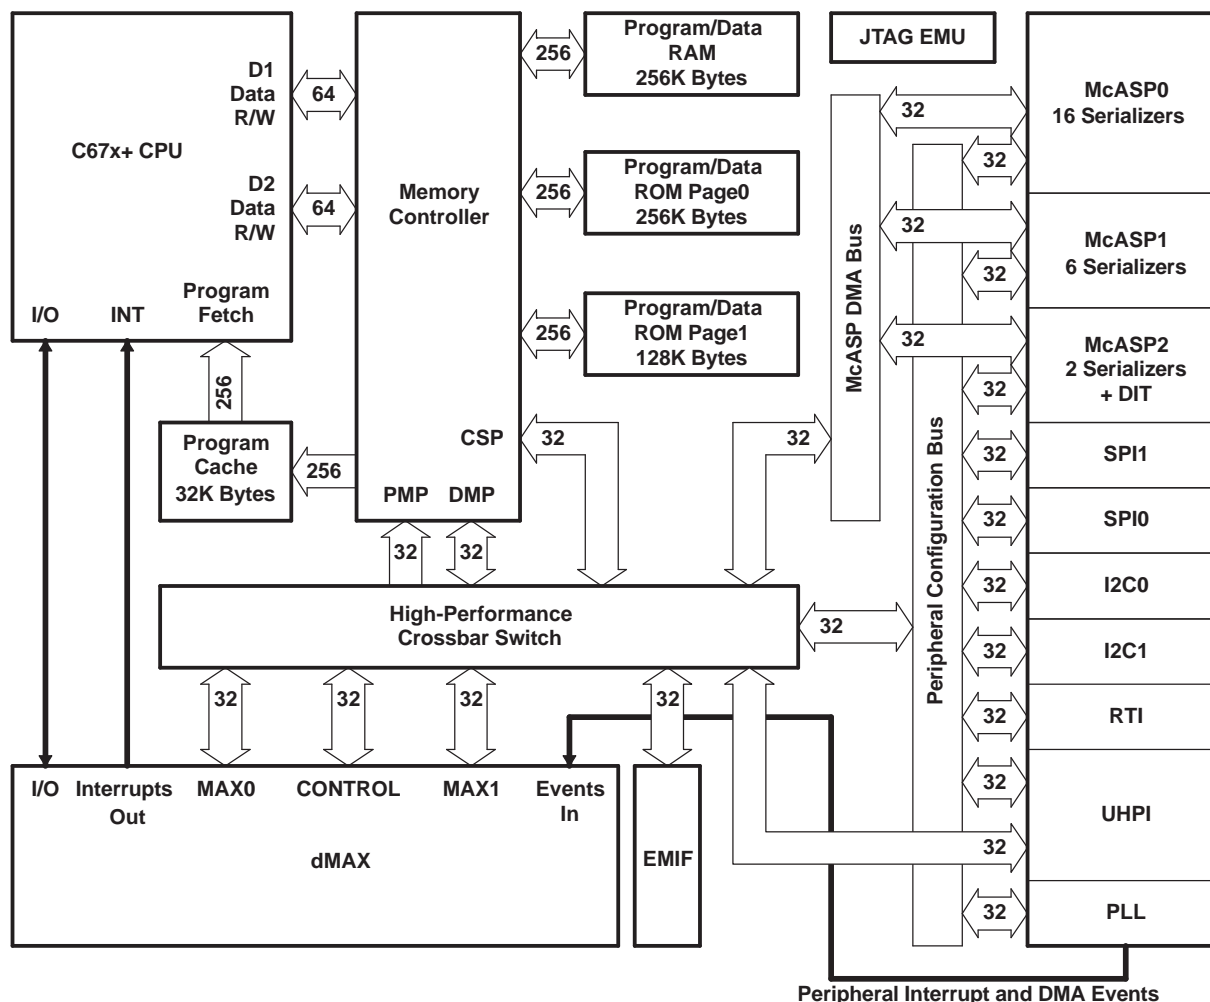 C67x+ CPU
D1
Data
R/W
D2
Data
R/W
I/O
INT
Program
Fetch
64
64
256
Program
Cache
32K Bytes
256
Memory
Controller
CSP
PMP
DMP
256
Program/Data
RAM
256K Bytes
256
Program/Data
ROM Page0
256K Bytes
256
Program/Data
ROM Page1
128K Bytes
32
32
32
32
High-Performance
Crossbar Switch
32
32
32
32
32
I/O
Interrupts
Out
MAX0
CONTROL
MAX1
Events
In
dMAX
EMIF
JTAG EMU
McASP DMA Bus
Peripheral Configuration Bus
32
McASP0
16 Serializers
32
32
McASP1
6 Serializers
32
32
McASP2
2 Serializers
+ DIT
32
32
SPI1
32
SPI0
32
I2C0
32
I2C1
32
RTI
32
UHPI
32
32
PLL
Peripheral Interrupt and DMA Events